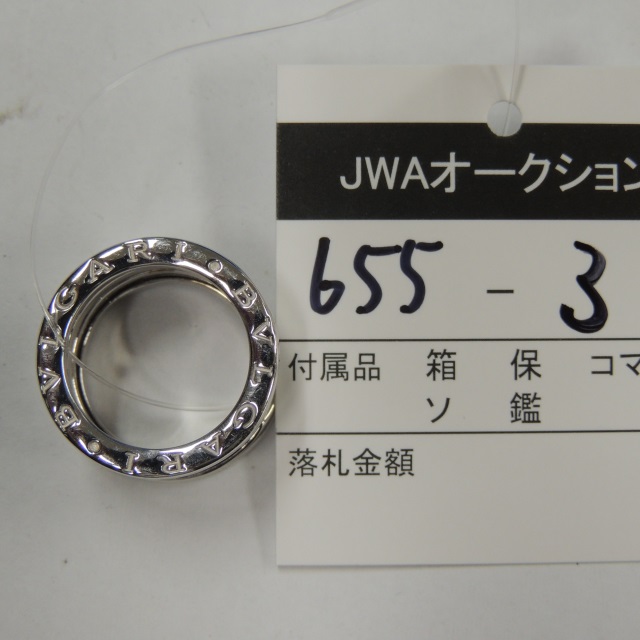 JWAオークション
655 - 3
付属品 箱 保 コマ
ソ 鑑
落札金額
BVLGARI・BVLGARI・